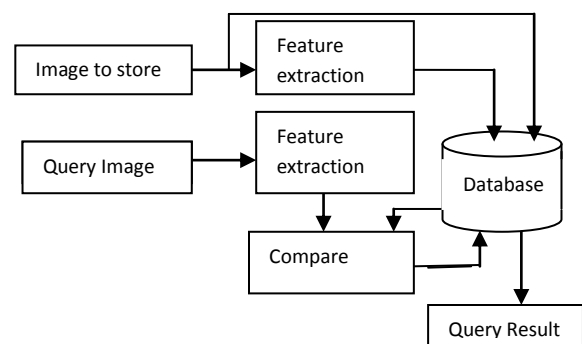 Image to store
Feature
extraction
Query Image
Feature
extraction
Database
Compare
Query Result